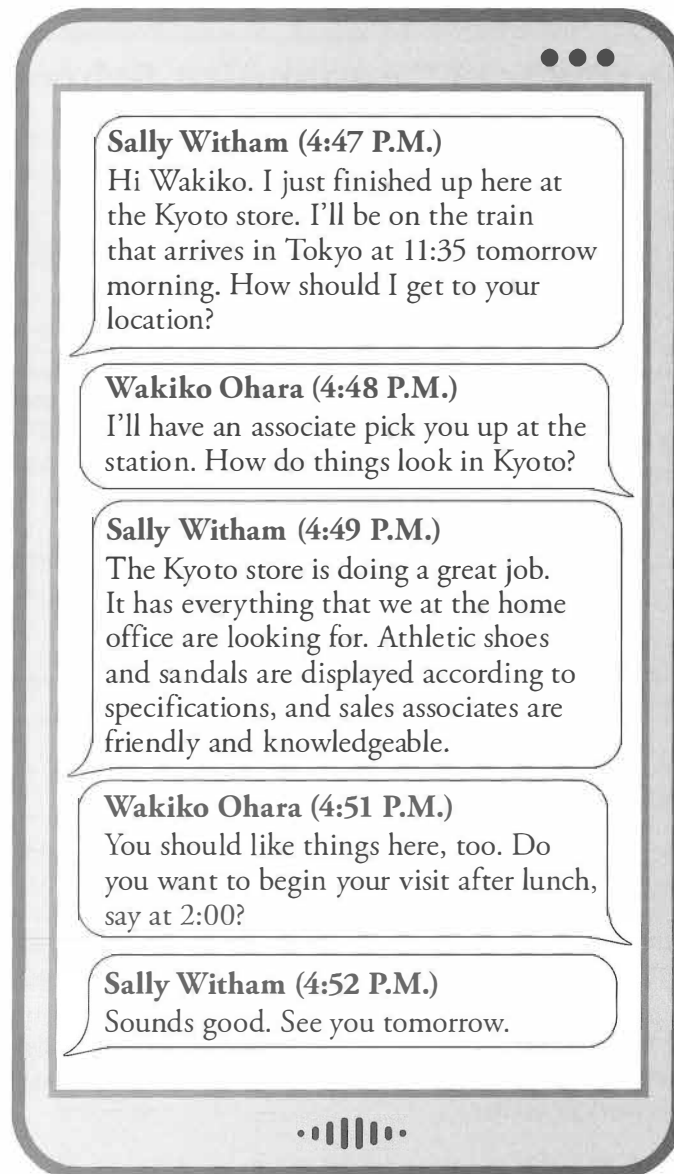 Sally Witham (4:47 P.M.)
Hi Wakiko. I just finished up here at
the Kyoto store. I'll be on the train
that arrives in Tokyo at 11:35 tomorrow
morning. How should I get to your
location?
Wakiko Ohara (4:48 P.M.)
I'll have an associate pick you up at the
station. How do things look in Kyoto?
Sally Witham (4:49 P.M.)
The Kyoto store is doing a great job.
It has everything that we at the home
office are looking for. Athletic shoes
and sandals are displayed according to
specifications, and sales associates are
friendly and knowledgeable.
Wakiko Ohara (4:51 P.M.)
You should like things here, too. Do
you want to begin your visit after lunch,
say at 2:00?
Sally Witham (4:52 P.M.)
Sounds good. See you tomorrow.